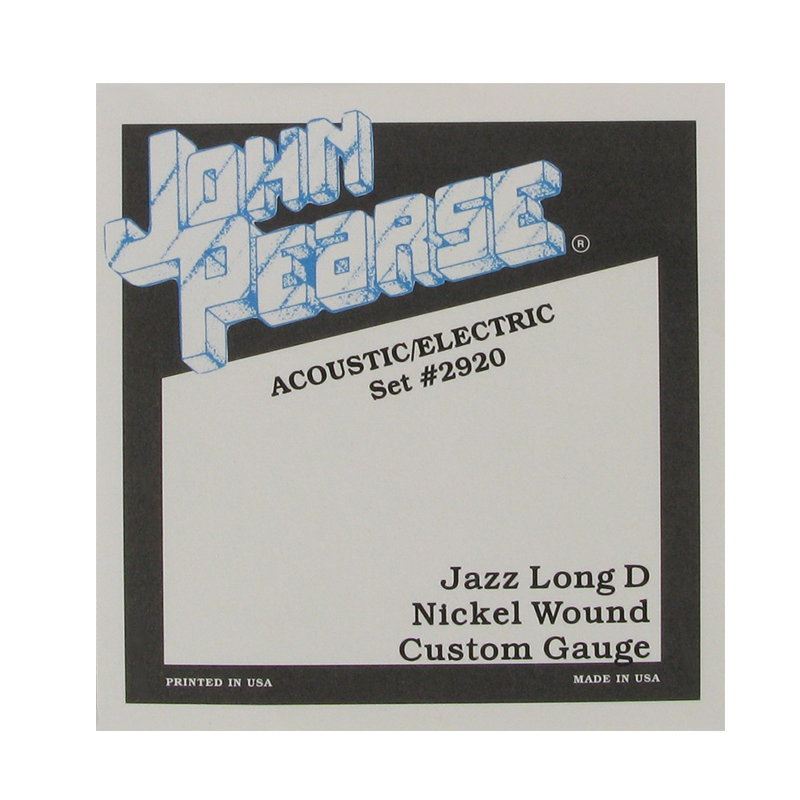 JOHN
PEARSE
®
ACOUSTIC/ELECTRIC
Set #2920
Jazz Long D
Nickel Wound
Custom Gauge
PRINTED IN USA
MADE IN USA